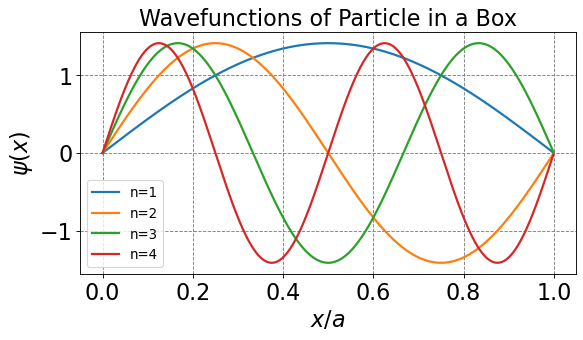 Wavefunctions of Particle in a Box
ψ(x)
1
0
−1
n=1
n=2
n=3
n=4
0.0 0.2 0.4 0.6 0.8 1.0
x/a